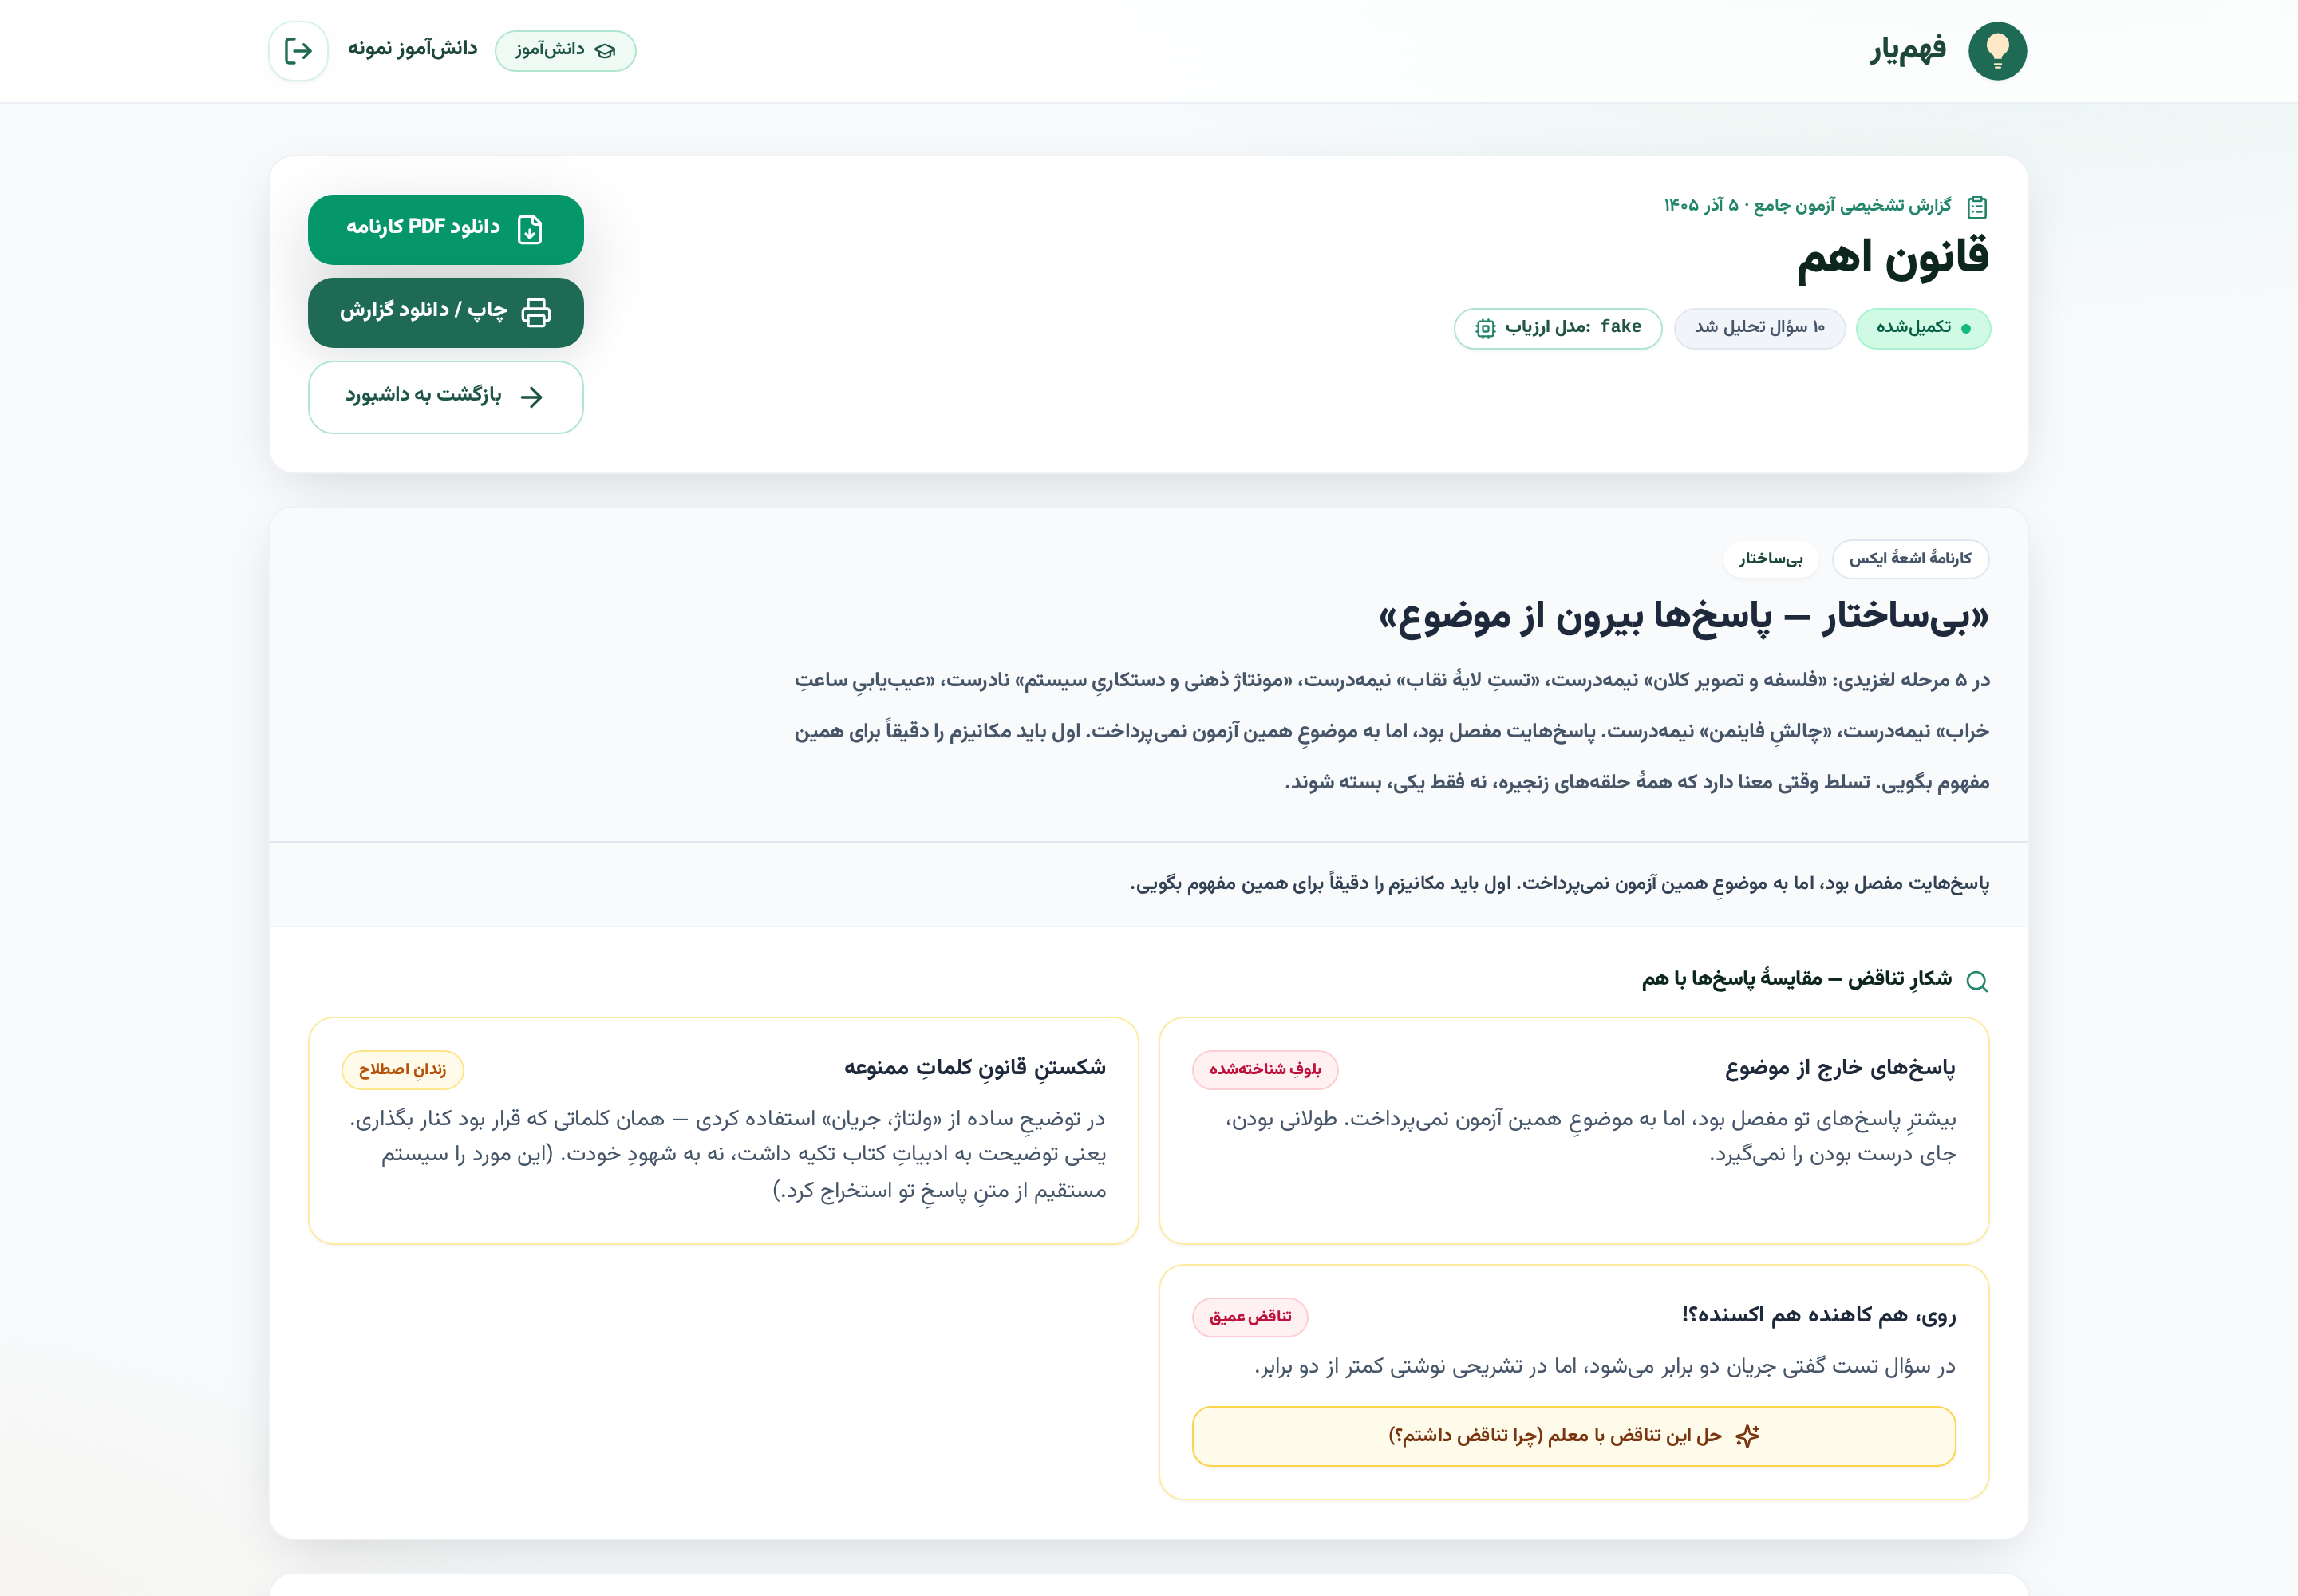 فهم‌یار
دانش‌آموز
دانش‌آموز نمونه
گزارش تشخیصی آزمون جامع · ۵ آذر ۱۴۰۵
قانون اهم
تکمیل‌شده
۱۰ سؤال تحلیل شد
مدل ارزیاب: fake
دانلود PDF کارنامه
چاپ / دانلود گزارش
بازگشت به داشبورد
کارنامهٔ اشعهٔ ایکس
بی‌ساختار
«بی‌ساختار — پاسخ‌ها بیرون از موضوع»
در ۵ مرحله لغزیدی: «فلسفه و تصویر کلان» نیمه‌درست، «تستِ لایهٔ نقاب» نیمه‌درست، «مونتاژ ذهنی و دستکاریِ سیستم» نادرست، «عیب‌یابیِ ساعتِ
خراب» نیمه‌درست، «چالشِ فاینمن» نیمه‌درست. پاسخ‌هایت مفصل بود، اما به موضوعِ همین آزمون نمی‌پرداخت. اول باید مکانیزم را دقیقاً برای همین
مفهوم بگویی. تسلط وقتی معنا دارد که همهٔ حلقه‌های زنجیره، نه فقط یکی، بسته شوند.
پاسخ‌هایت مفصل بود، اما به موضوعِ همین آزمون نمی‌پرداخت. اول باید مکانیزم را دقیقاً برای همین مفهوم بگویی.
شکارِ تناقض — مقایسهٔ پاسخ‌ها با هم
پاسخ‌های خارج از موضوع
بلوفِ شناخته‌شده
بیشترِ پاسخ‌های تو مفصل بود، اما به موضوعِ همین آزمون نمی‌پرداخت. طولانی بودن،
جای درست بودن را نمی‌گیرد.
شکستنِ قانونِ کلماتِ ممنوعه
زندانِ اصطلاح
در توضیحِ ساده از «ولتاژ، جریان» استفاده کردی — همان کلماتی که قرار بود کنار بگذاری.
یعنی توضیحت به ادبیاتِ کتاب تکیه داشت، نه به شهودِ خودت. (این مورد را سیستم
مستقیم از متنِ پاسخِ تو استخراج کرد.)
روی، هم کاهنده هم اکسنده؟!
تناقض عمیق
در سؤال تست گفتی جریان دو برابر می‌شود، اما در تشریحی نوشتی کمتر از دو برابر.
حل این تناقض با معلم (چرا تناقض داشتم؟)